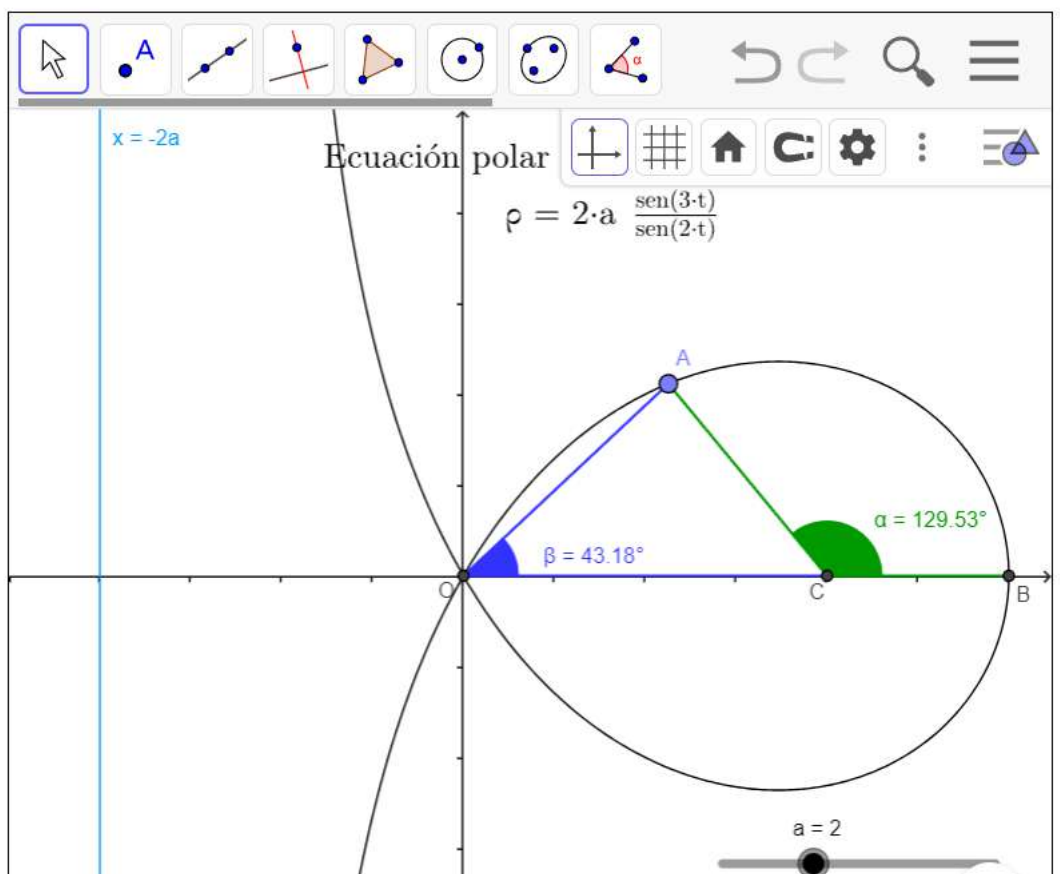 A
α
x = -2a
Ecuación polar
ρ = 2·a sen(3·t)
sen(2·t)
A
α = 129.53°
β = 43.18°
O
C
B
a = 2